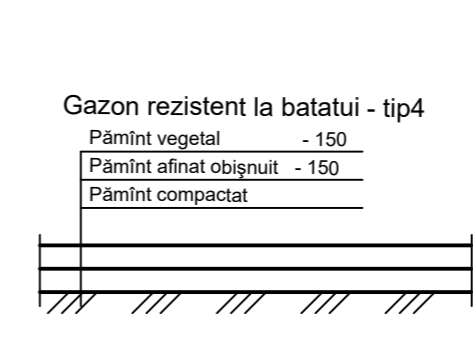 Gazon rezistent la batatui - tip4
Pămînt vegetal - 150
Pămînt afinat obişnuit - 150
Pămînt compactat